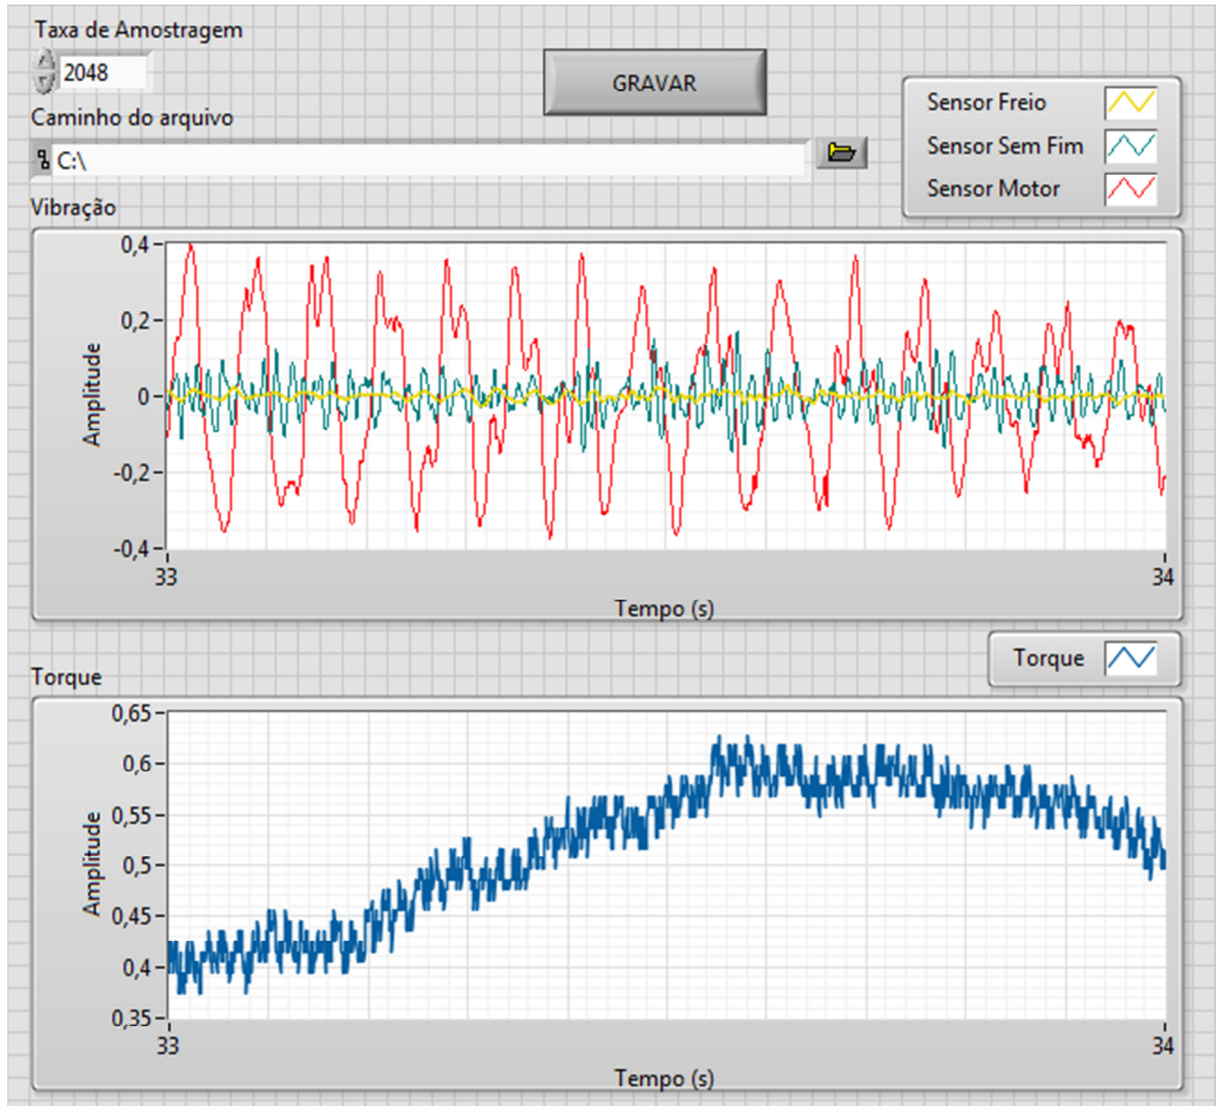 Taxa de Amostragem
2048
GRAVAR
Caminho do arquivo
C:\
Sensor Freio
Sensor Sem Fim
Sensor Motor
Vibração
0,4
0,2
0
-0,2
-0,4
Amplitude
33
34
Tempo (s)
Torque
Torque
0,65
0,6
0,55
0,5
0,45
0,4
0,35
Amplitude
33
34
Tempo (s)